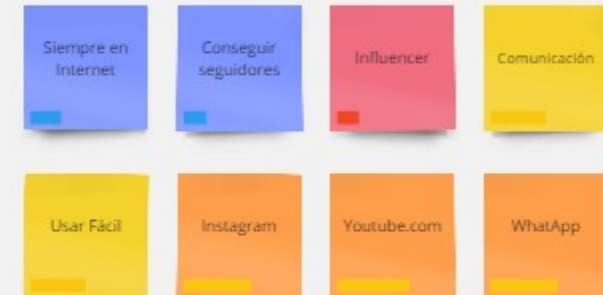 Siempre en
Internet
Conseguir
seguidores
Influencer
Comunicación
Usar Fácil
Instagram
Youtube.com
WhatApp